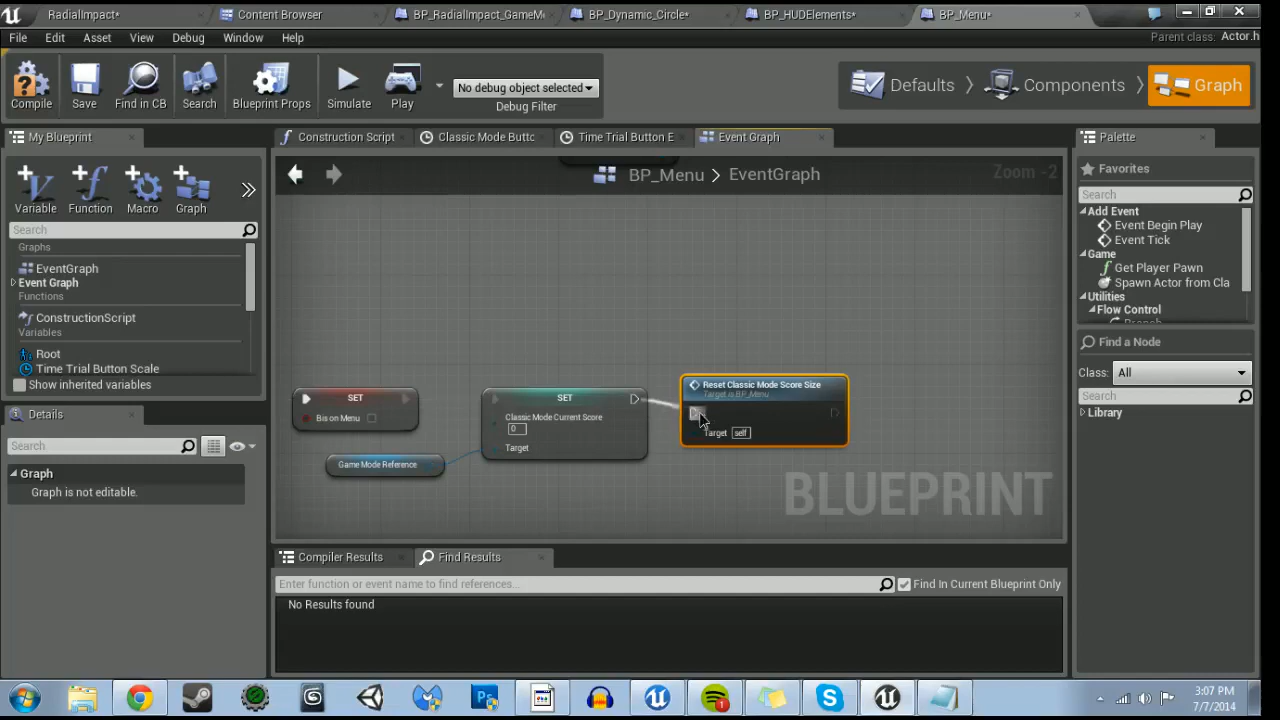 RadialImpact*
Content Browser
BP_RadialImpact_GameM
BP_Dynamic_Circle*
BP_HUDElements*
BP_Menu*
File Edit Asset View Debug Window Help
Parent class: Actor.h
Compile Save Find in CB Search Blueprint Props Simulate Play
No debug object selected
Debug Filter
Defaults Components Graph
My Blueprint
Construction Script
Classic Mode Buttc
Time Trial Button E
Event Graph
Palette
Variable Function Macro Graph
BP_Menu > EventGraph
Zoom -2
Favorites
Search
Search
Graphs
EventGraph
Event Graph
Functions
ConstructionScript
Variables
Root
Time Trial Button Scale
Show inherited variables
Add Event
Event Begin Play
Event Tick
Game
Get Player Pawn
Spawn Actor from Cla
Utilities
Flow Control
Branch
Find a Node
Class: All
Search
Library
SET
Bis on Menu
Game Mode Reference
SET
Classic Mode Current Score
0
Target
Reset Classic Mode Score Size
Target is BP_Menu
Target self
BLUEPRINT
Details
Search
Graph
Graph is not editable.
Compiler Results
Find Results
Enter function or event name to find references...
Find In Current Blueprint Only
No Results found
3:07 PM
7/7/2014